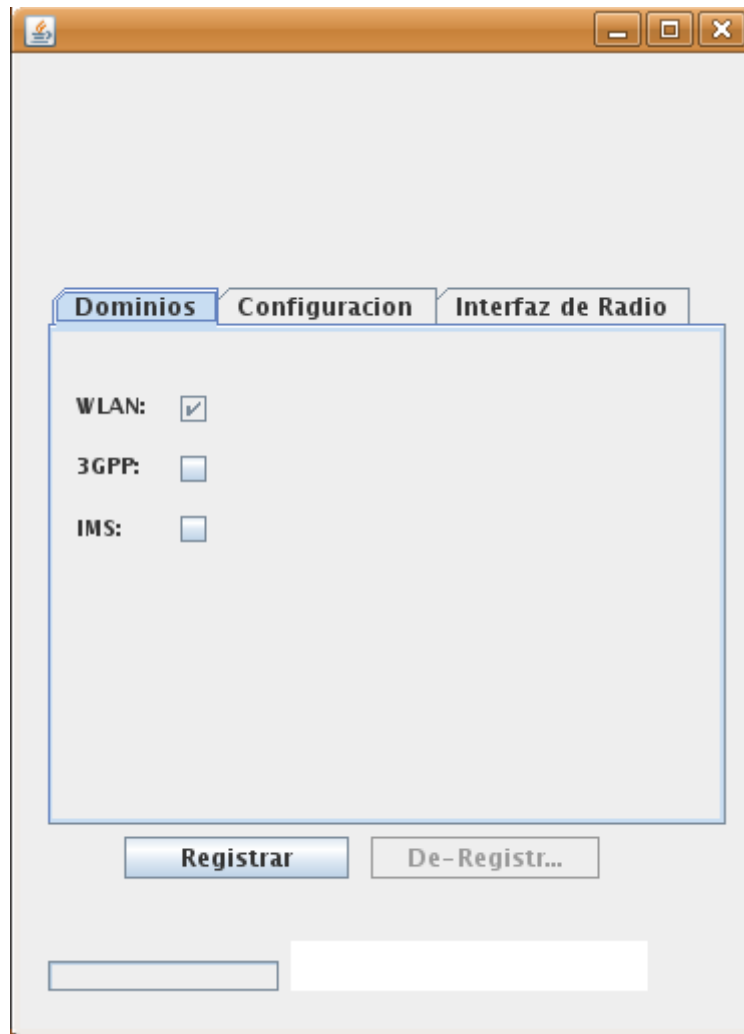 Dominios Configuracion Interfaz de Radio
WLAN:
3GPP:
IMS:
Registrar De-Registr...